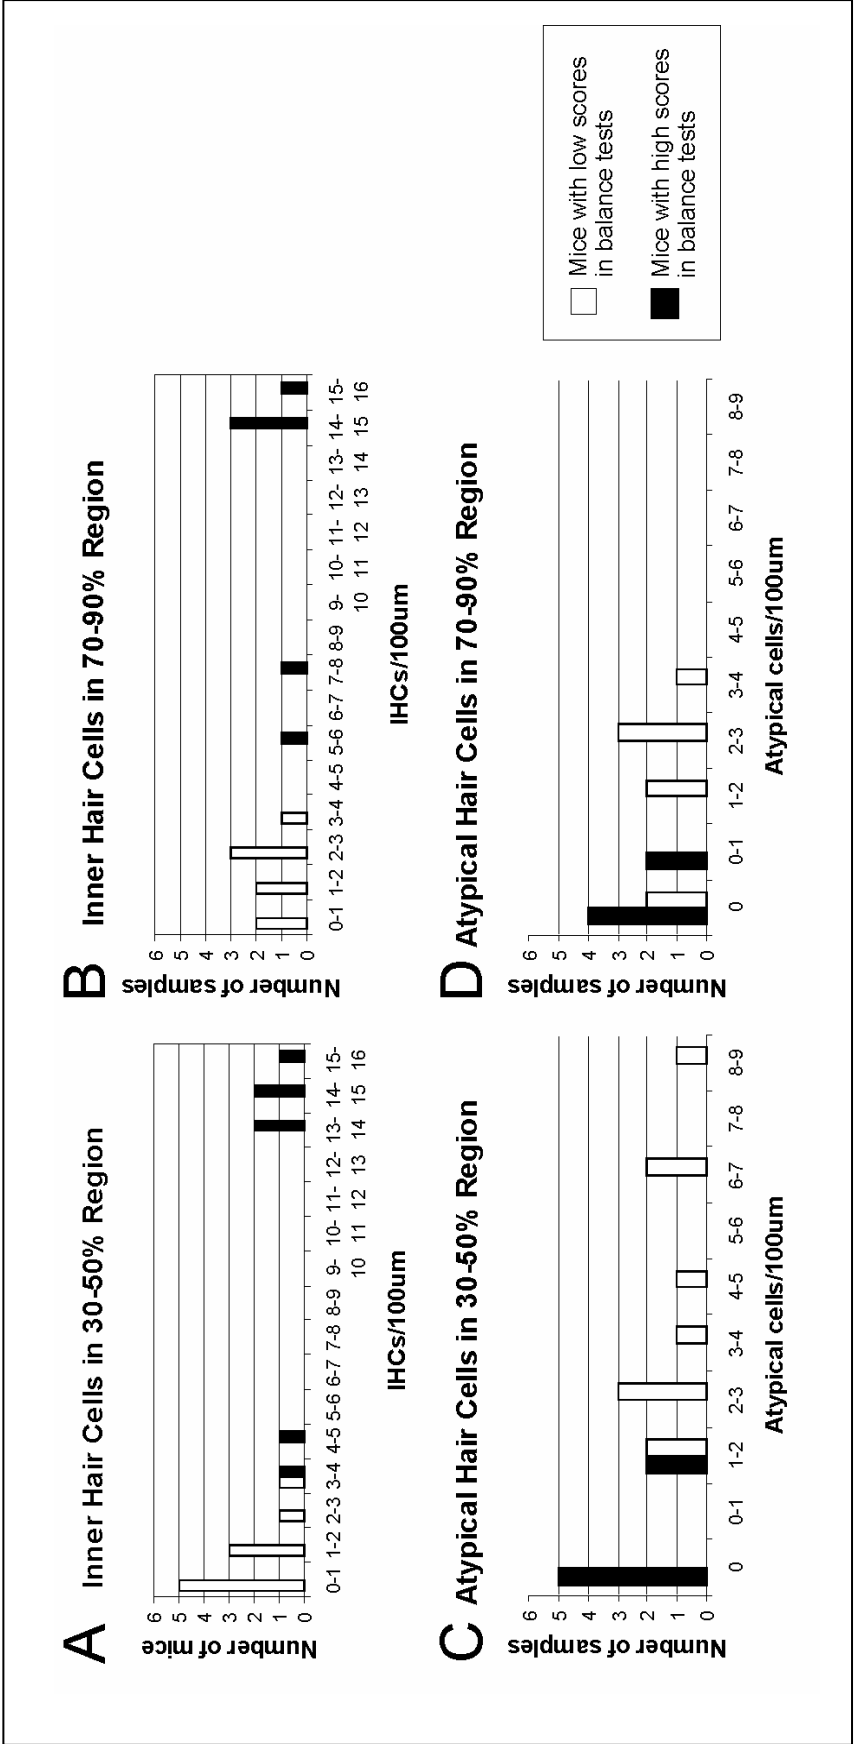 A
Inner Hair Cells in 30-50% Region
Number of mice
6
5
4
3
2
1
0
0-1 1-2 2-3 3-4 4-5 5-6 6-7 7-8 8-9 9- 10- 11- 12- 13- 14- 15-
10 11 12 13 14 15 16
IHCs/100um
B
Inner Hair Cells in 70-90% Region
Number of samples
6
5
4
3
2
1
0
0-1 1-2 2-3 3-4 4-5 5-6 6-7 7-8 8-9 9- 10- 11- 12- 13- 14- 15-
10 11 12 13 14 15 16
IHCs/100um
C Atypical Hair Cells in 30-50% Region
Number of samples
6
5
4
3
2
1
0
0 0-1 1-2 2-3 3-4 4-5 5-6 6-7 7-8 8-9
Atypical cells/100um
D Atypical Hair Cells in 70-90% Region
Number of samples
6
5
4
3
2
1
0
0 0-1 1-2 2-3 3-4 4-5 5-6 6-7 7-8 8-9
Atypical cells/100um
Mice with low scores
in balance tests
Mice with high scores
in balance tests